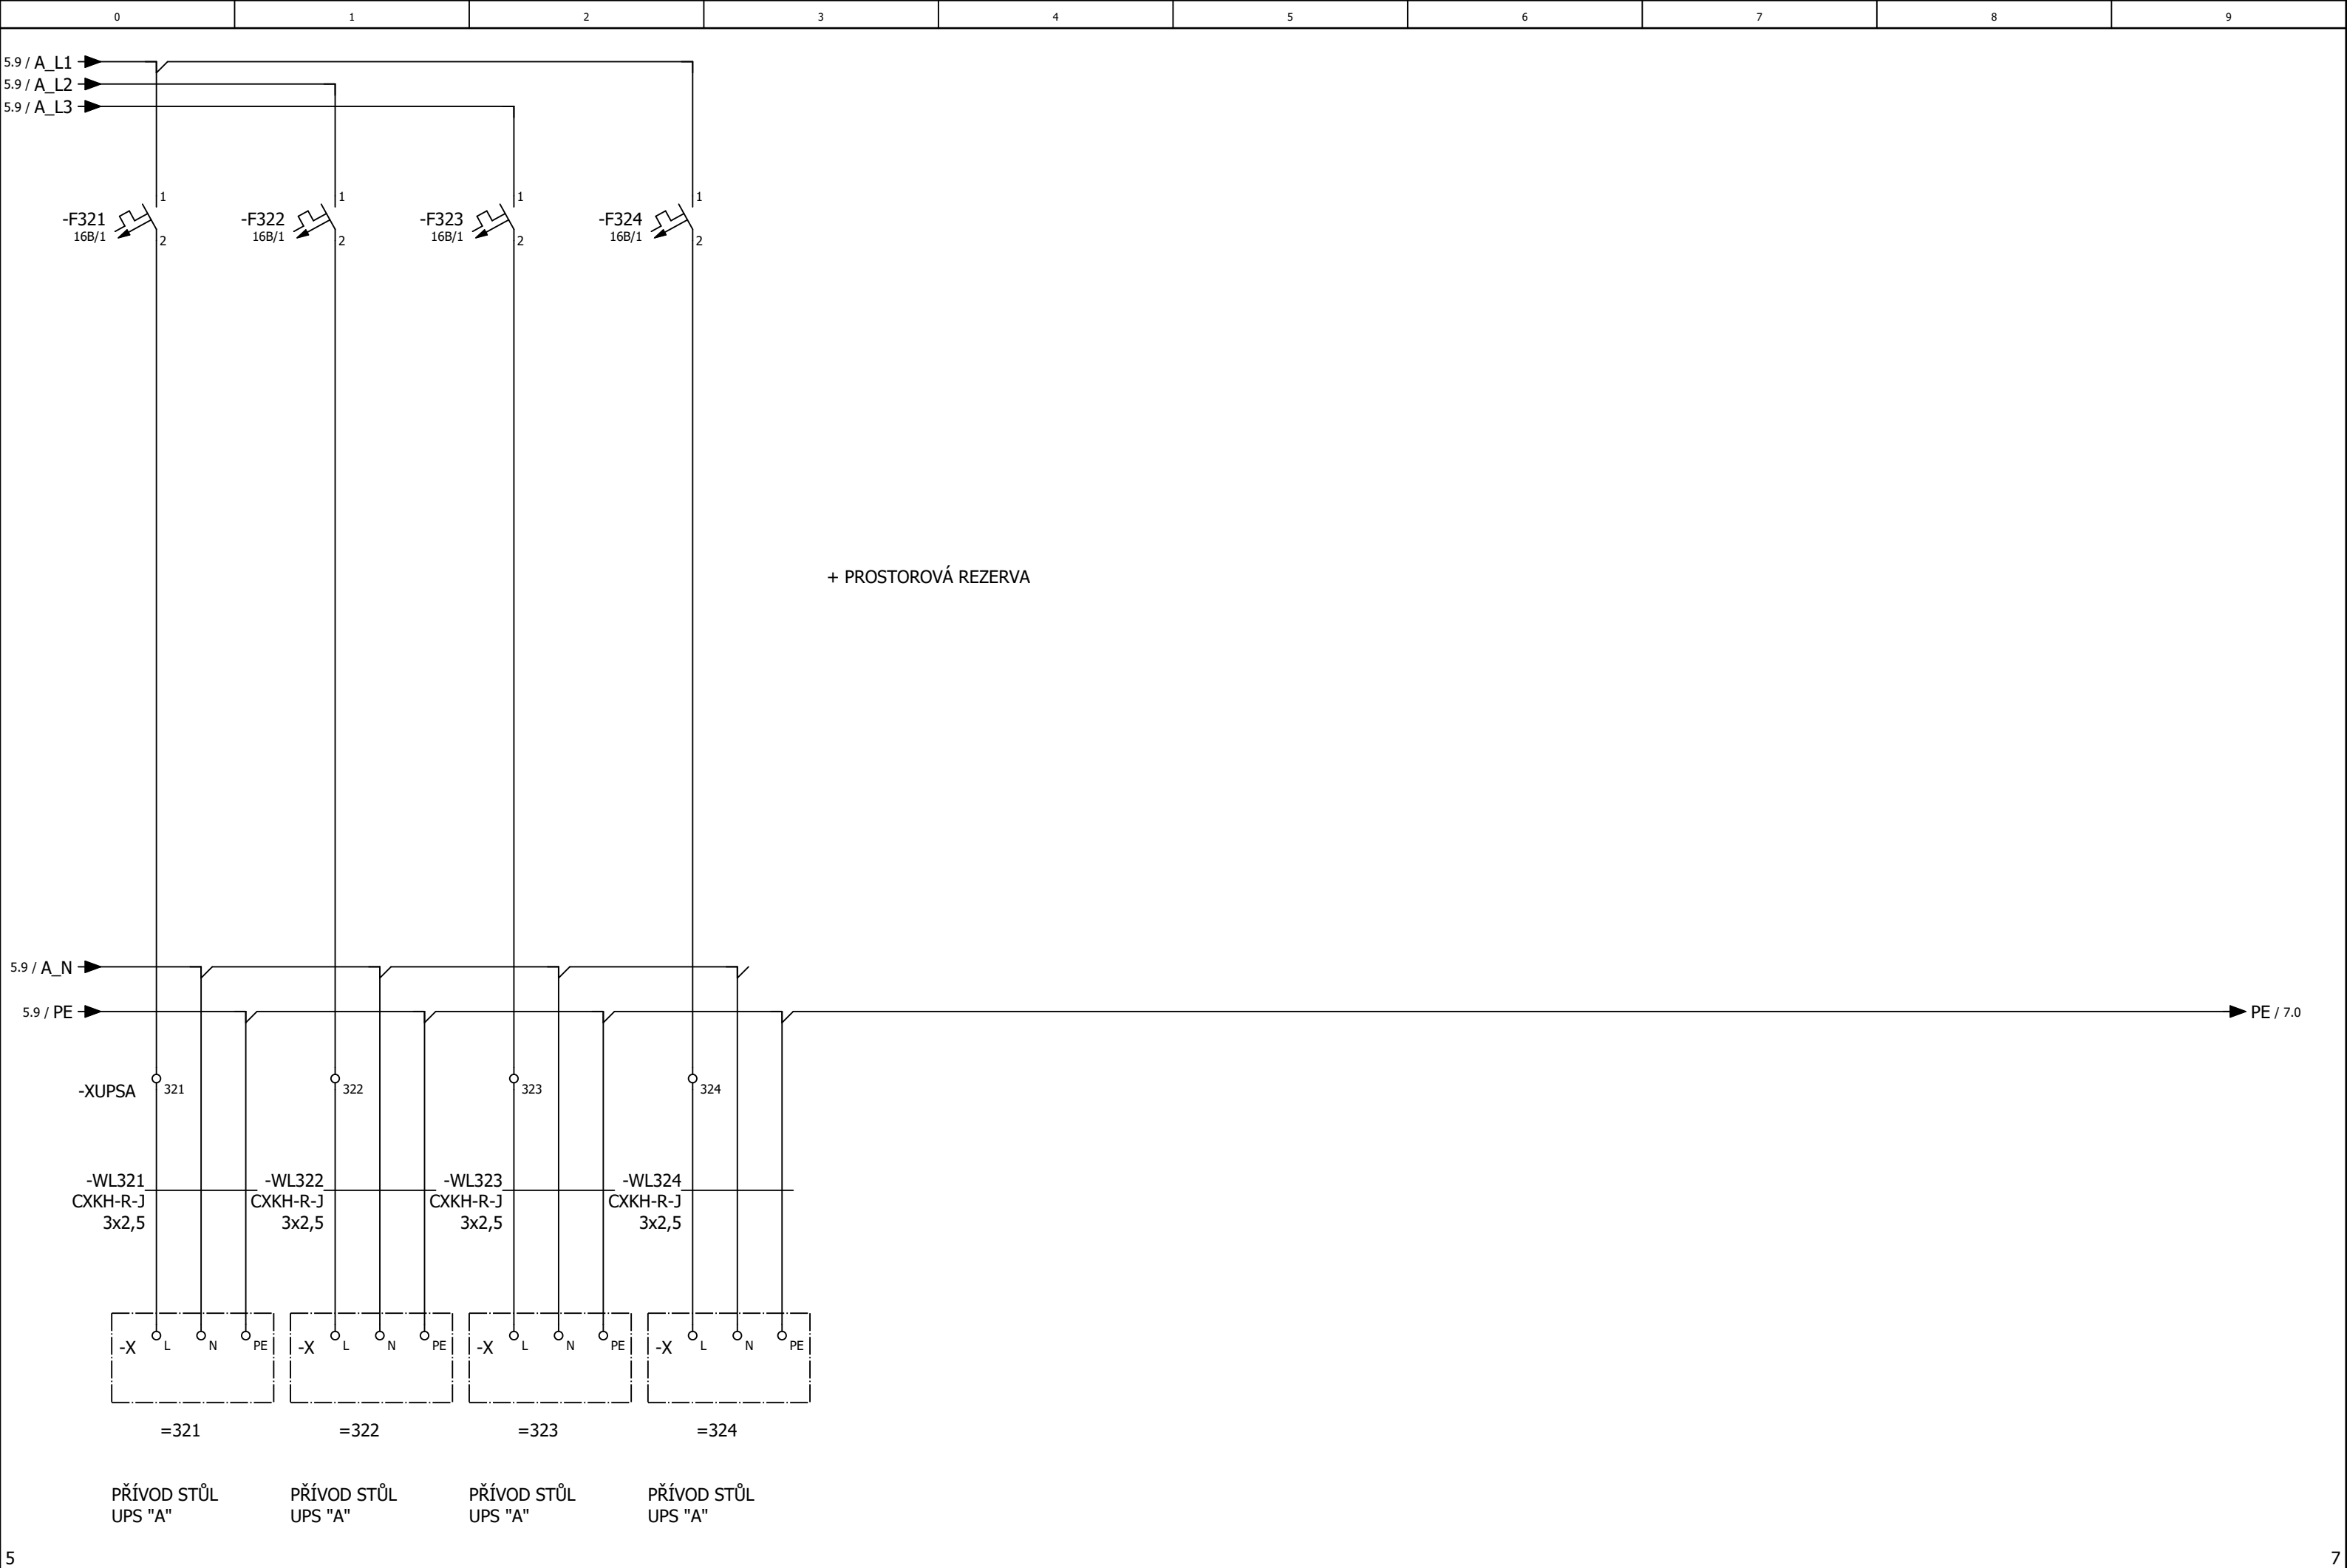 0 1 2 3 4 5 6 7 8 9
5.9 / A_L1
5.9 / A_L2
5.9 / A_L3
1 1 1 1
-F321 -F322 -F323 -F324
16B/1 16B/1 16B/1 16B/1
2 2 2 2
+ PROSTOROVÁ REZERVA
5.9 / A_N
5.9 / PE PE / 7.0
-XUPSA 321 322 323 324
-WL321 -WL322 -WL323 -WL324
CXKH-R-J CXKH-R-J CXKH-R-J CXKH-R-J
3x2,5 3x2,5 3x2,5 3x2,5
-X L N PE -X L N PE -X L N PE -X L N PE
=321 =322 =323 =324
PŘÍVOD STŮL PŘÍVOD STŮL PŘÍVOD STŮL PŘÍVOD STŮL
UPS "A" UPS "A" UPS "A" UPS "A"
5 7